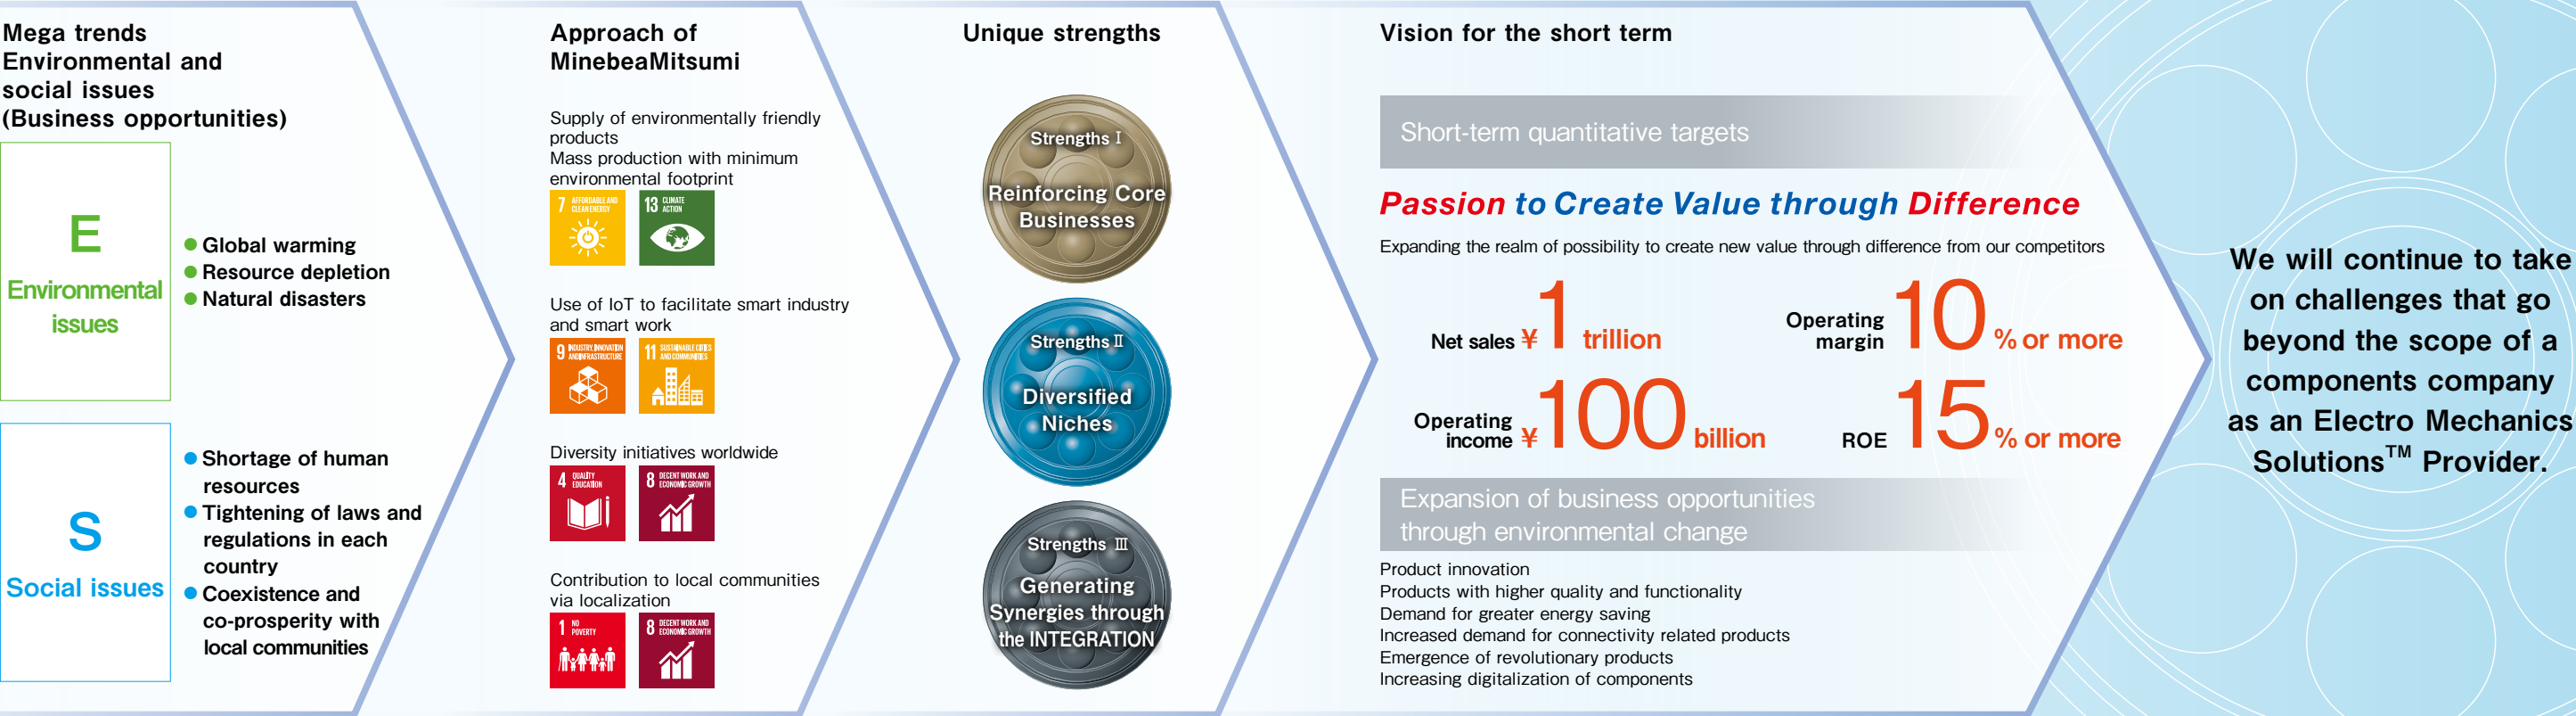 Mega trends
Environmental and
social issues
(Business opportunities)
E
Environmental
issues
● Global warming
● Resource depletion
● Natural disasters
S
Social issues
● Shortage of human
resources
● Tightening of laws and
regulations in each
country
● Coexistence and
co-prosperity with
local communities
Approach of
MinebeaMitsumi
Supply of environmentally friendly
products
Mass production with minimum
environmental footprint
7 AFFORDABLE AND
CLEAN ENERGY
13 CLIMATE
ACTION
Use of IoT to facilitate smart industry
and smart work
9 INDUSTRY, INNOVATION
AND INFRASTRUCTURE
11 SUSTAINABLE CITIES
AND COMMUNITIES
Diversity initiatives worldwide
4 QUALITY
EDUCATION
8 DECENT WORK AND
ECONOMIC GROWTH
Contribution to local communities
via localization
1 NO
POVERTY
8 DECENT WORK AND
ECONOMIC GROWTH
Unique strengths
Strengths Ⅰ
Reinforcing Core
Businesses
Strengths Ⅱ
Diversified
Niches
Strengths Ⅲ
Generating
Synergies through
the INTEGRATION
Vision for the short term
Short-term quantitative targets
Passion to Create Value through Difference
Expanding the realm of possibility to create new value through difference from our competitors
Net sales ¥1 trillion
Operating
margin 10% or more
Operating
income ¥100 billion
ROE 15% or more
Expansion of business opportunities
through environmental change
Product innovation
Products with higher quality and functionality
Demand for greater energy saving
Increased demand for connectivity related products
Emergence of revolutionary products
Increasing digitalization of components
We will continue to take
on challenges that go
beyond the scope of a
components company
as an Electro Mechanics
Solutions™ Provider.